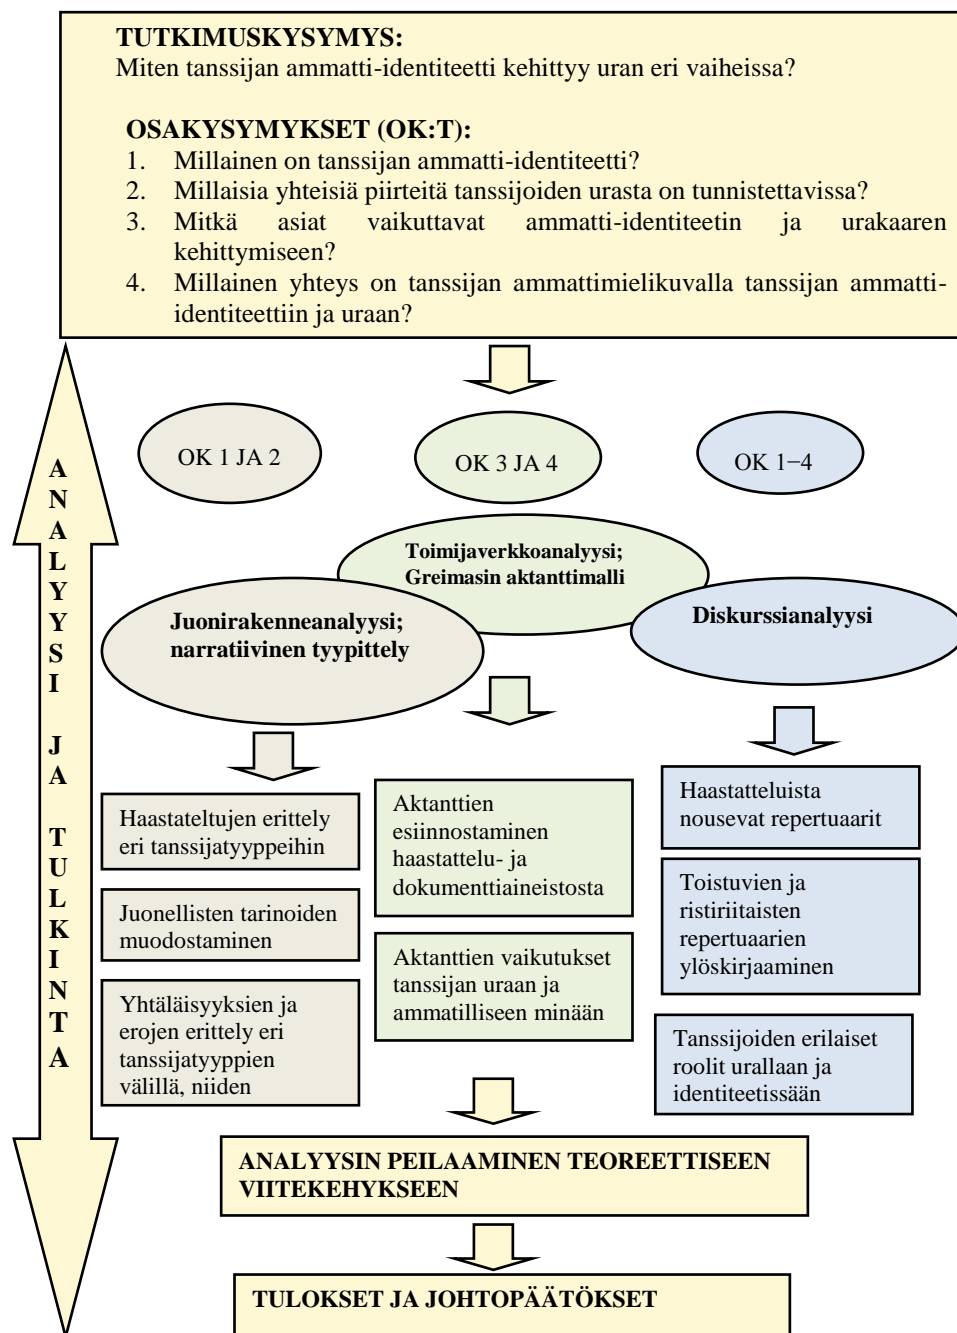 TUTKIMUSKYSYMYS:
Miten tanssijan ammatti-identiteetti kehittyy uran eri vaiheissa?
OSAKYSYMYKSET (OK:T):
1. Millainen on tanssijan ammatti-identiteetti?
2. Millaisia yhteisiä piirteitä tanssijoiden urasta on tunnistettavissa?
3. Mitkä asiat vaikuttavat ammatti-identiteetin ja urakaaren
kehittymiseen?
4. Millainen yhteys on tanssijan ammattimielikuvalla tanssijan ammatti-
identiteettiin ja uraan?
ANALYYSI JA TULKINTA
OK 1 JA 2
OK 3 JA 4
OK 1−4
Juonirakenneanalyysi;
narratiivinen tyypittely
Toimijaverkkoanalyysi;
Greimasin aktanttimalli
Diskurssianalyysi
Haastateltujen erittely
eri tanssijatyyppeihin
Juonellisten tarinoiden
muodostaminen
Yhtäläisyyksien ja
erojen erittely eri
tanssijatyyppien
välillä, niiden
Aktanttien
esiinnostaminen
haastattelu- ja
dokumenttiaineistosta
Aktanttien vaikutukset
tanssijan uraan ja
ammatilliseen minään
Haastatteluista
nousevat repertuaarit
Toistuvien ja
ristiriitaisten
repertuaarien
ylöskirjaaminen
Tanssijoiden erilaiset
roolit urallaan ja
identiteetissään
ANALYYSIN PEILAAMINEN TEOREETTISEEN
VIITEKEHYKSEEN
TULOKSET JA JOHTOPÄÄTÖKSET